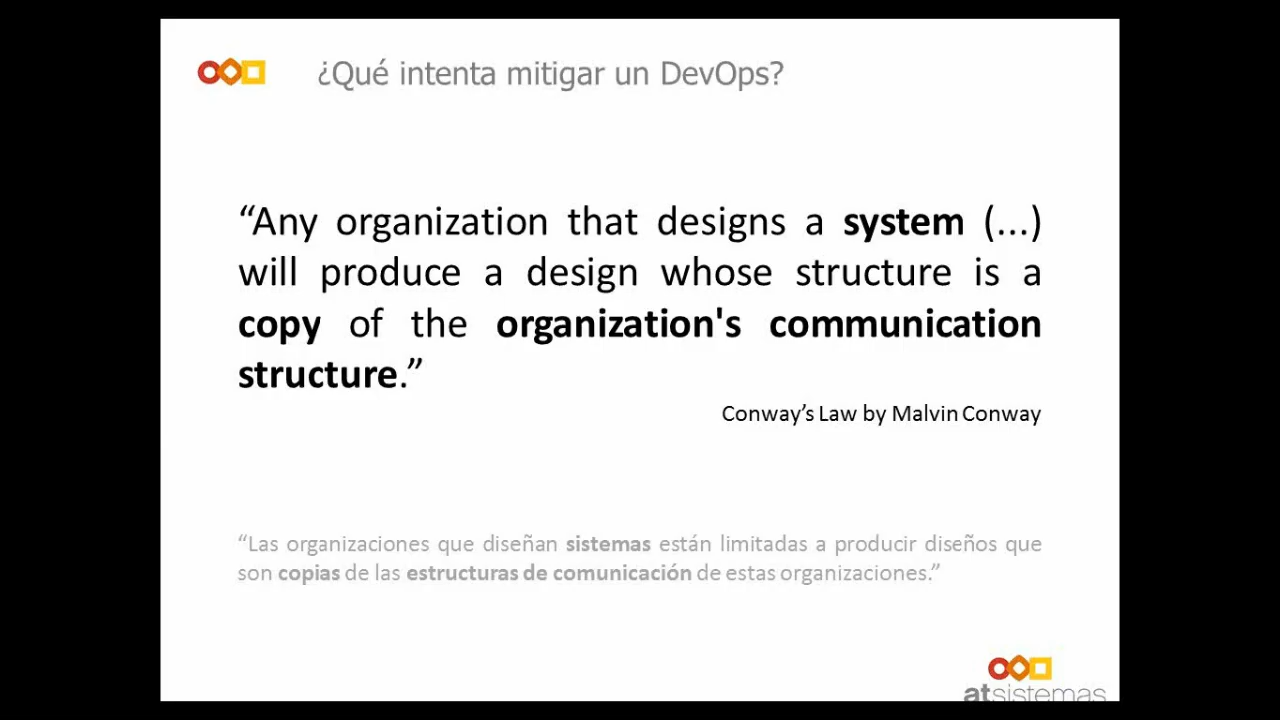 ¿Qué intenta mitigar un DevOps?
“Any organization that designs a system (...)
will produce a design whose structure is a
copy of the organization's communication
structure.”
Conway’s Law by Malvin Conway
“Las organizaciones que diseñan sistemas están limitadas a producir diseños que
son copias de las estructuras de comunicación de estas organizaciones.”
atsistemas